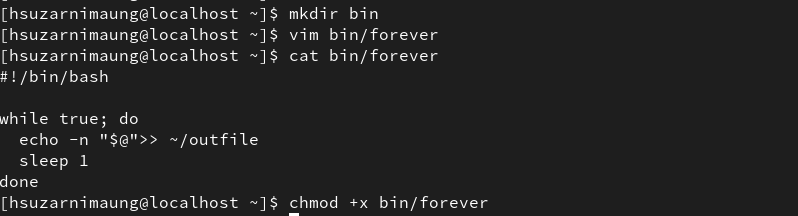 [hsuzarnimaung@localhost ~]$ mkdir bin
[hsuzarnimaung@localhost ~]$ vim bin/forever
[hsuzarnimaung@localhost ~]$ cat bin/forever
#!/bin/bash

while true; do
  echo -n "$@">> ~/outfile
  sleep 1
done
[hsuzarnimaung@localhost ~]$ chmod +x bin/forever